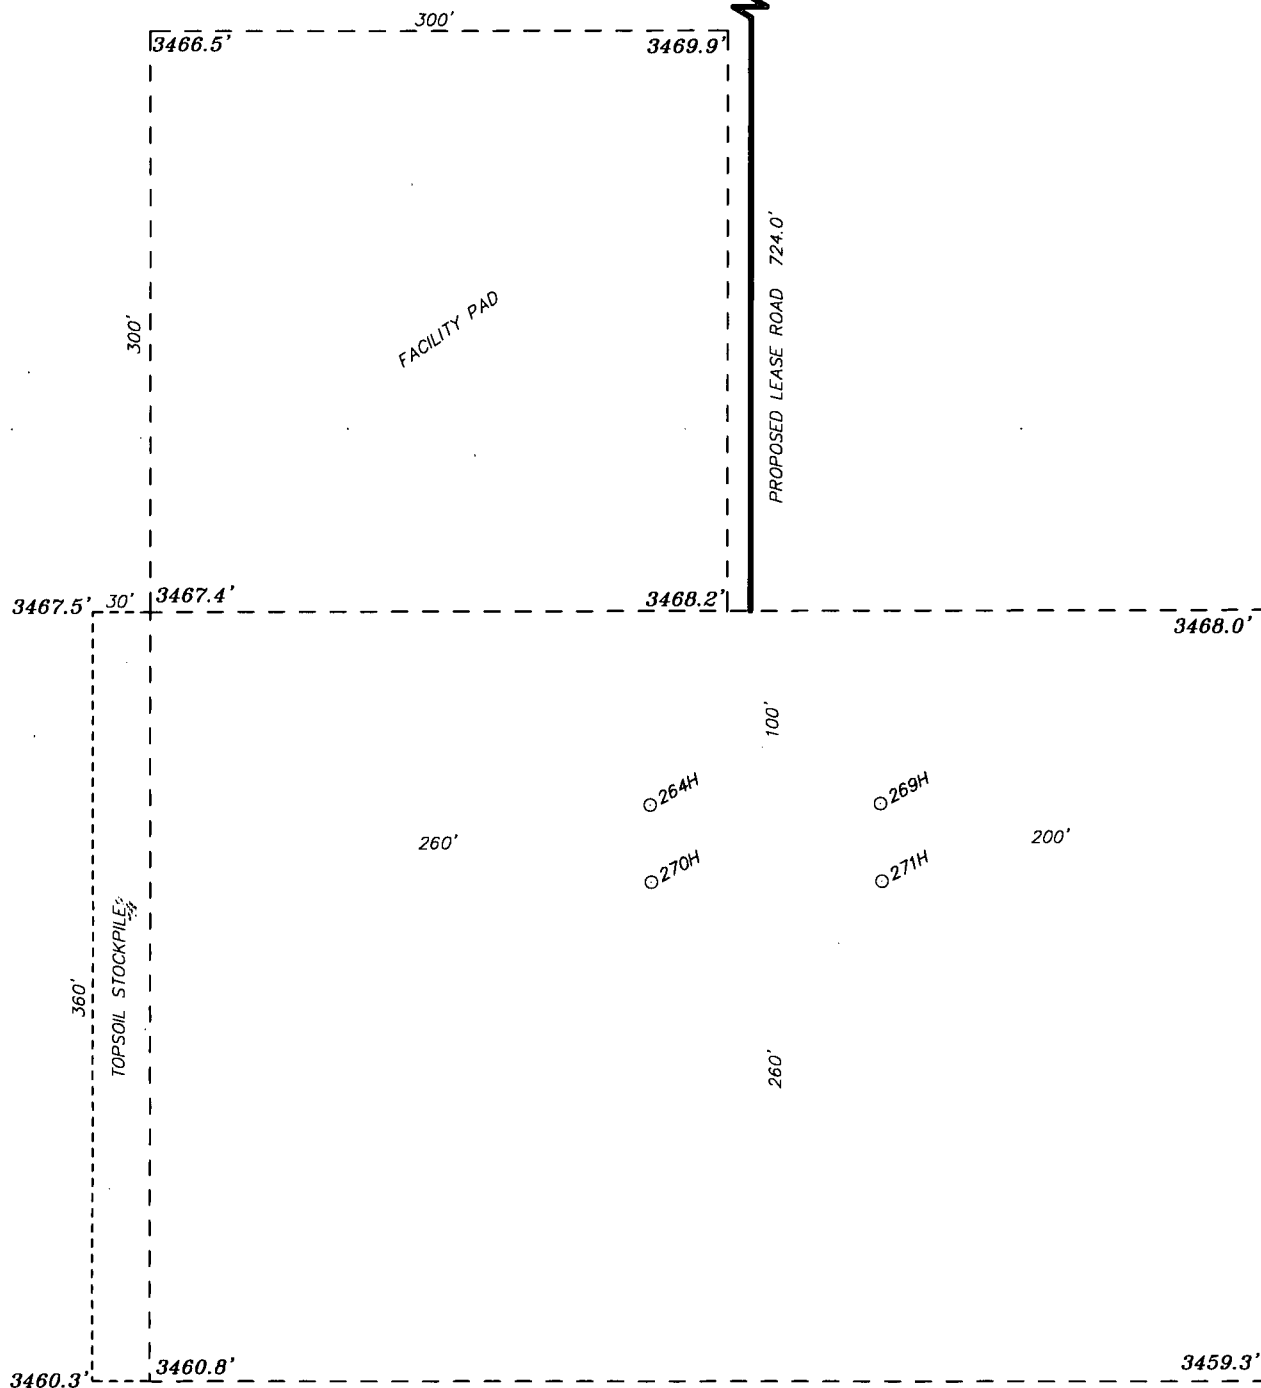 300'
3466.5'
3469.9'
PROPOSED LEASE ROAD 724.0'
300'
FACILITY PAD
3467.5'
30'
3467.4'
3468.2'
3468.0'
100'
264H
269H
260'
200'
270H
271H
TOPSOIL STOCKPILE
360'
260'
3460.3'
3460.8'
3459.3'